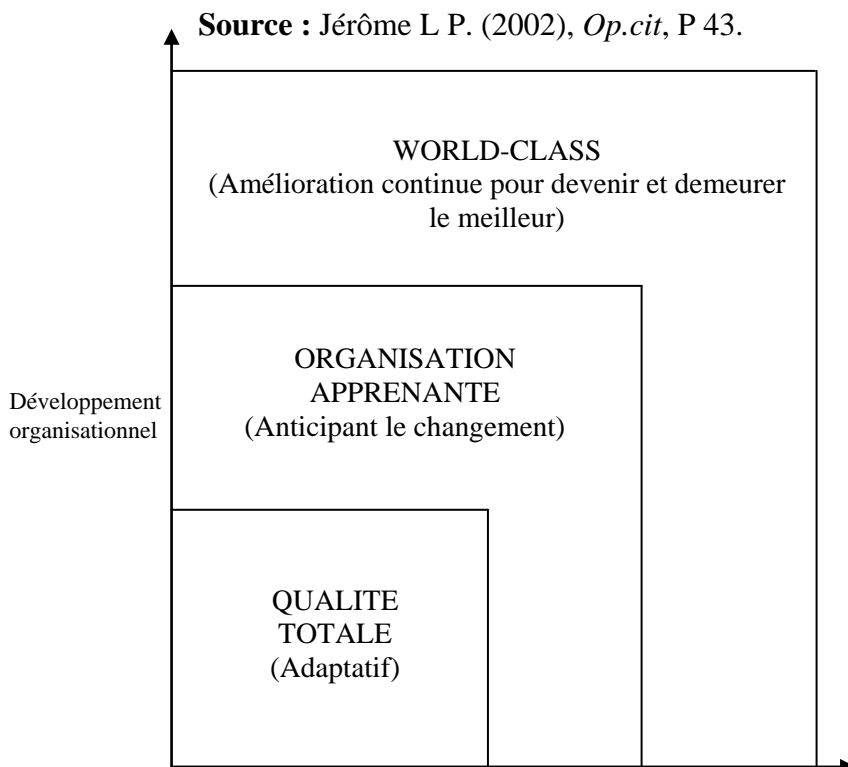 Source : Jérôme L P. (2002), Op.cit, P 43.
WORLD-CLASS
(Amélioration continue pour devenir et demeurer
le meilleur)
ORGANISATION
APPRENANTE
(Anticipant le changement)
Développement
organisationnel
QUALITE
TOTALE
(Adaptatif)